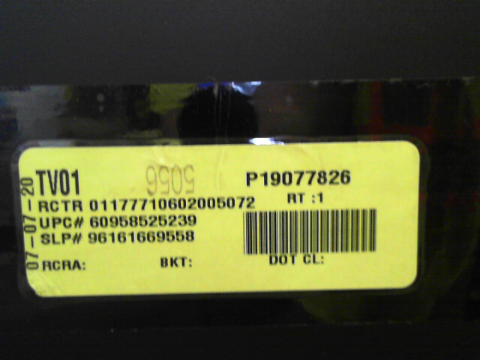 TV01 5056 P19077826
RCTR 01177710602005072 RT :1
UPC# 60958525239
SLP# 96161669558
RCRA: BKT: DOT CL:
07-07 20